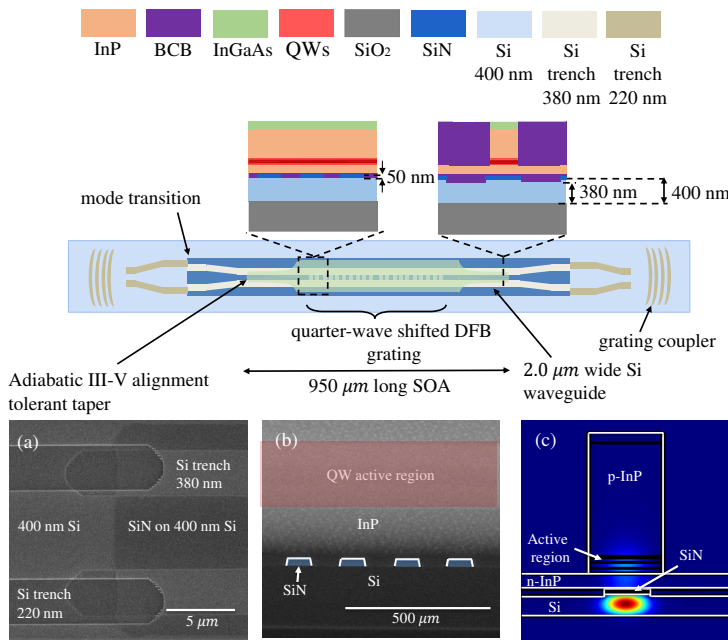 InP
BCB
InGaAs
QWs
SiO₂
SiN
Si
400 nm
Si
trench
380 nm
Si
trench
220 nm
50 nm
380 nm
400 nm
mode transition
quarter-wave shifted DFB
grating
grating coupler
Adiabatic III-V alignment
tolerant taper
950 μm long SOA
2.0 μm wide Si
waveguide
(a)
Si trench
380 nm
400 nm Si
SiN on 400 nm Si
Si trench
220 nm
5 μm
(b)
QW active region
InP
SiN
Si
500 μm
(c)
p-InP
Active
region
SiN
n-InP
Si